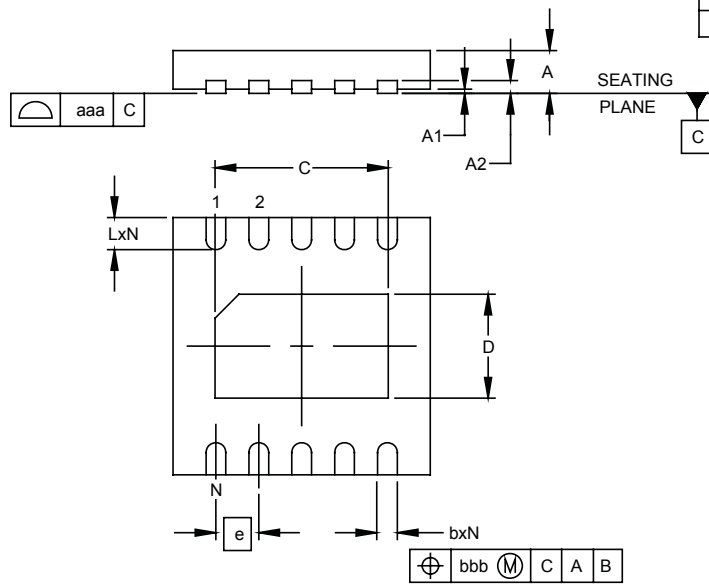 A
SEATING
PLANE
aaa C
A1
A2
C
C
1 2
LxN
D
N
e
bxN
bbb M C A B